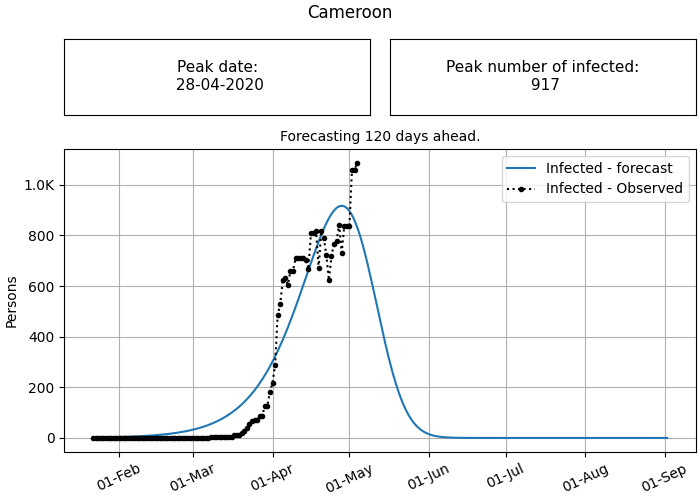 Cameroon
Peak date:
28-04-2020
Peak number of infected:
917
Forecasting 120 days ahead.
Infected - forecast
Infected - Observed
Persons
1.0K
800
600
400
200
0
01-Feb
01-Mar
01-Apr
01-May
01-Jun
01-Jul
01-Aug
01-Sep